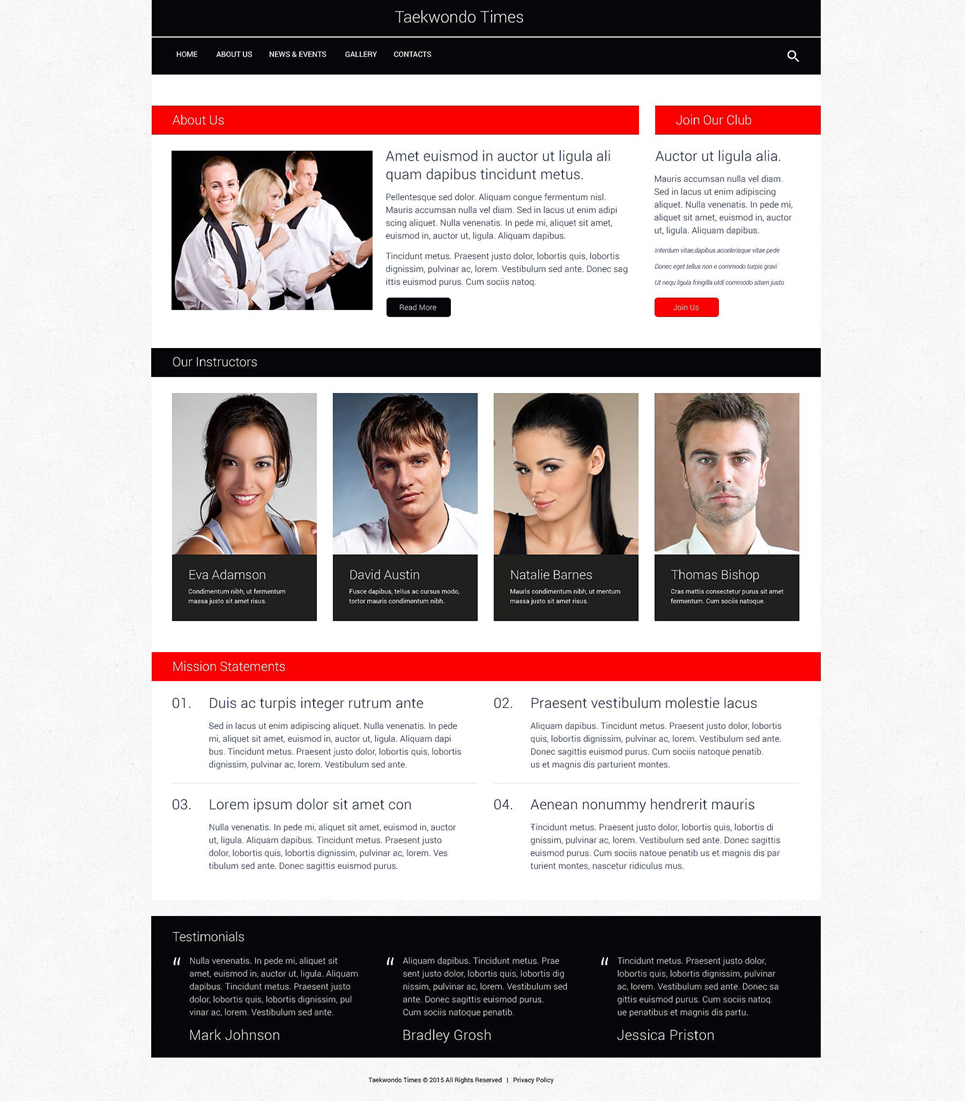 Taekwondo Times
HOME ABOUT US NEWS & EVENTS GALLERY CONTACTS
About Us
Amet euismod in auctor ut ligula ali
quam dapibus tincidunt metus.
Pellentesque sed dolor. Aliquam congue fermentum nisl.
Mauris accumsan nulla vel diam. Sed in lacus ut enim adipi
scing aliquet. Nulla venenatis. In pede mi, aliquet sit amet,
euismod in, auctor ut, ligula. Aliquam dapibus.
Tincidunt metus. Praesent justo dolor, lobortis quis, lobortis
dignissim, pulvinar ac, lorem. Vestibulum sed ante. Donec sag
ittis euismod purus. Cum sociis natoq.
Read More
Join Our Club
Auctor ut ligula alia.
Mauris accumsan nulla vel diam.
Sed in lacus ut enim adipiscing
aliquet. Nulla venenatis. In pede mi,
aliquet sit amet, euismod in, auctor
ut, ligula. Aliquam dapibus.
Interdum vitae,dapibus accelerisque vitae pede
Donec eget tellus non e commodo turpis gravi
Ut nequ ligula fringilla utdi commodo sitam justo
Join Us
Our Instructors
Eva Adamson
Condimentum nibh, ut fermentum
massa justo sit amet risus.
David Austin
Fusce dapibus, tellus ac cursus modo,
tortor mauris condimentum nibh.
Natalie Barnes
Mauris condimentum nibh, ut mentum
massa justo sit amet risus.
Thomas Bishop
Cras mattis consectetur purus sit amet
fermentum. Cum sociis natoque.
Mission Statements
01. Duis ac turpis integer rutrum ante
Sed in lacus ut enim adipiscing aliquet. Nulla venenatis. In pede
mi, aliquet sit amet, euismod in, auctor ut, ligula. Aliquam dapi
bus. Tincidunt metus. Praesent justo dolor, lobortis quis, lobortis
dignissim, pulvinar ac, lorem. Vestibulum sed ante.
02. Praesent vestibulum molestie lacus
Aliquam dapibus. Tincidunt metus. Praesent justo dolor, lobortis
quis, lobortis dignissim, pulvinar ac, lorem. Vestibulum sed ante.
Donec sagittis euismod purus. Cum sociis natoque penatib.
us et magnis dis parturient montes.
03. Lorem ipsum dolor sit amet con
Nulla venenatis. In pede mi, aliquet sit amet, euismod in, auctor
ut, ligula. Aliquam dapibus. Tincidunt metus. Praesent justo
dolor, lobortis quis, lobortis dignissim, pulvinar ac, lorem. Ves
tibulum sed ante. Donec sagittis euismod purus.
04. Aenean nonummy hendrerit mauris
Tincidunt metus. Praesent justo dolor, lobortis quis, lobortis di
gnissim, pulvinar ac, lorem. Vestibulum sed ante. Donec sagittis
euismod purus. Cum sociis natoue penatib us et magnis dis par
turient montes, nascetur ridiculus mus.
Testimonials
“ Nulla venenatis. In pede mi, aliquet sit
amet, euismod in, auctor ut, ligula. Aliquam
dapibus. Tincidunt metus. Praesent justo
dolor, lobortis quis, lobortis dignissim, pul
vinar ac, lorem. Vestibulum sed ante.
Mark Johnson
“ Aliquam dapibus. Tincidunt metus. Prae
sent justo dolor, lobortis quis, lobortis dig
nissim, pulvinar ac, lorem. Vestibulum sed
ante. Donec sagittis euismod purus.
Cum sociis natoque penatib.
Bradley Grosh
“ Tincidunt metus. Praesent justo dolor,
lobortis quis, lobortis dignissim, pulvinar
ac, lorem. Vestibulum sed ante. Donec sa
gittis euismod purus. Cum sociis natoq.
ue penatibus et magnis dis partu.
Jessica Priston
Taekwondo Times © 2015 All Rights Reserved | Privacy Policy